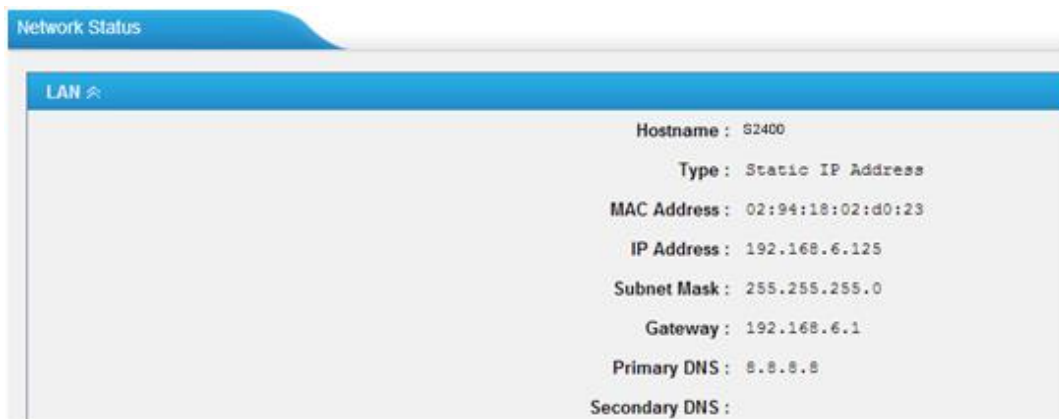 Network Status
LAN
Hostname : S2400
Type : Static IP Address
MAC Address : 02:94:18:02:d0:23
IP Address : 192.168.6.125
Subnet Mask : 255.255.255.0
Gateway : 192.168.6.1
Primary DNS : 8.8.8.8
Secondary DNS :